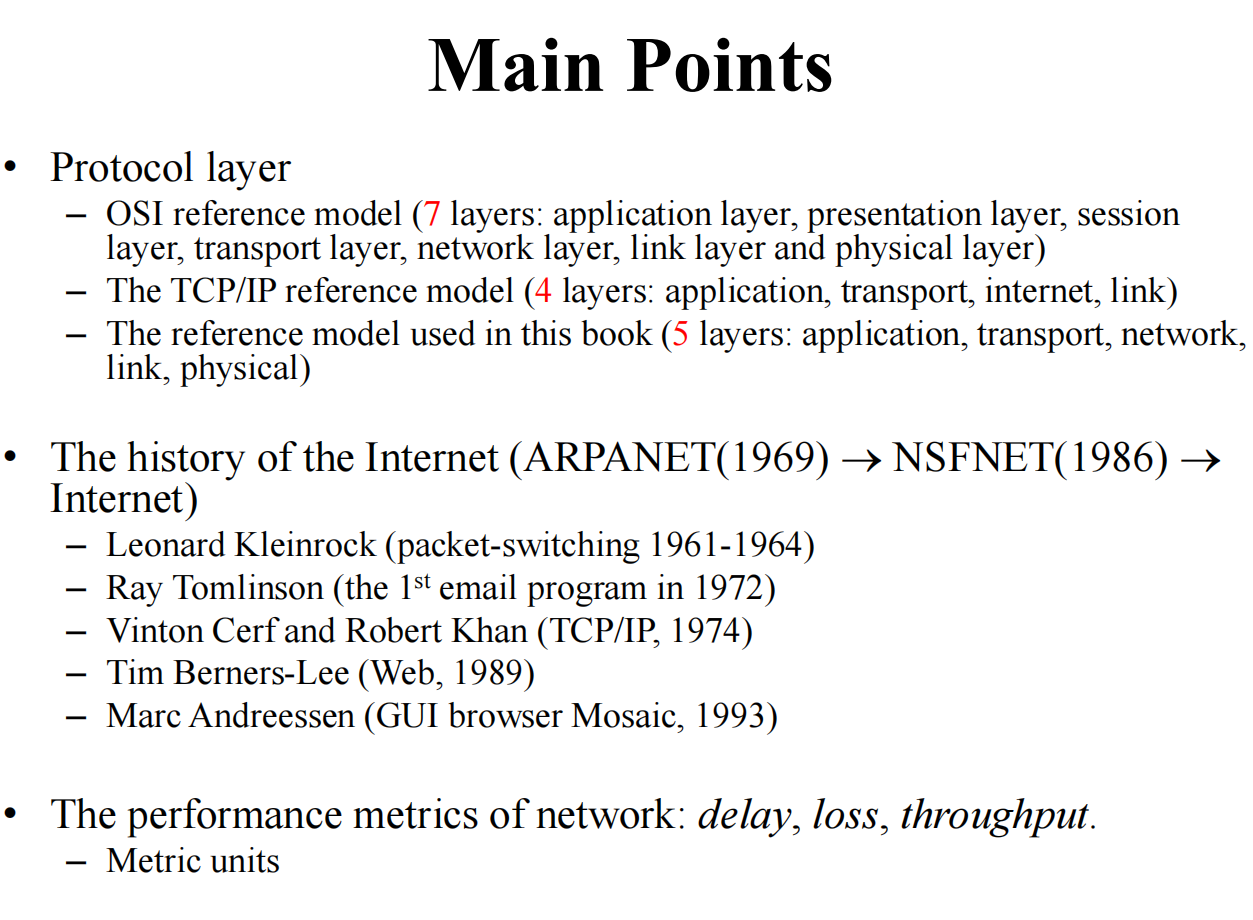 Main Points
• Protocol layer
– OSI reference model (7 layers: application layer, presentation layer, session
layer, transport layer, network layer, link layer and physical layer)
– The TCP/IP reference model (4 layers: application, transport, internet, link)
– The reference model used in this book (5 layers: application, transport, network,
link, physical)
• The history of the Internet (ARPANET(1969) → NSFNET(1986) →
Internet)
– Leonard Kleinrock (packet-switching 1961-1964)
– Ray Tomlinson (the 1st email program in 1972)
– Vinton Cerf and Robert Khan (TCP/IP, 1974)
– Tim Berners-Lee (Web, 1989)
– Marc Andreessen (GUI browser Mosaic, 1993)
• The performance metrics of network: delay, loss, throughput.
– Metric units